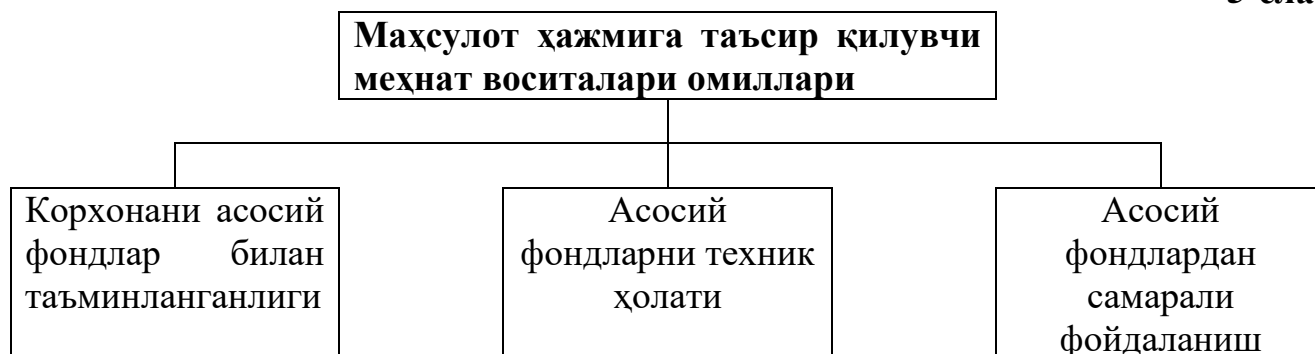 Маҳсулот ҳажмига таъсир қилувчи
меҳнат воситалари омиллари
Корхонани асосий
фондлар билан
таъминланганлиги
Асосий
фондларни техник
ҳолати
Асосий
фондлардан
самарали
фойдаланиш